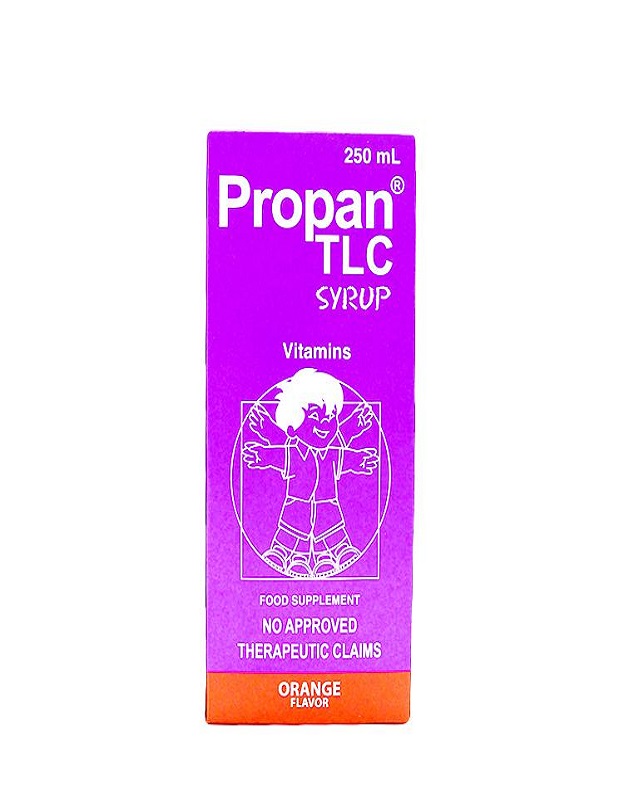 250 mL
Propan®
TLC
SYRUP
Vitamins
FOOD SUPPLEMENT
NO APPROVED
THERAPEUTIC CLAIMS
ORANGE
FLAVOR